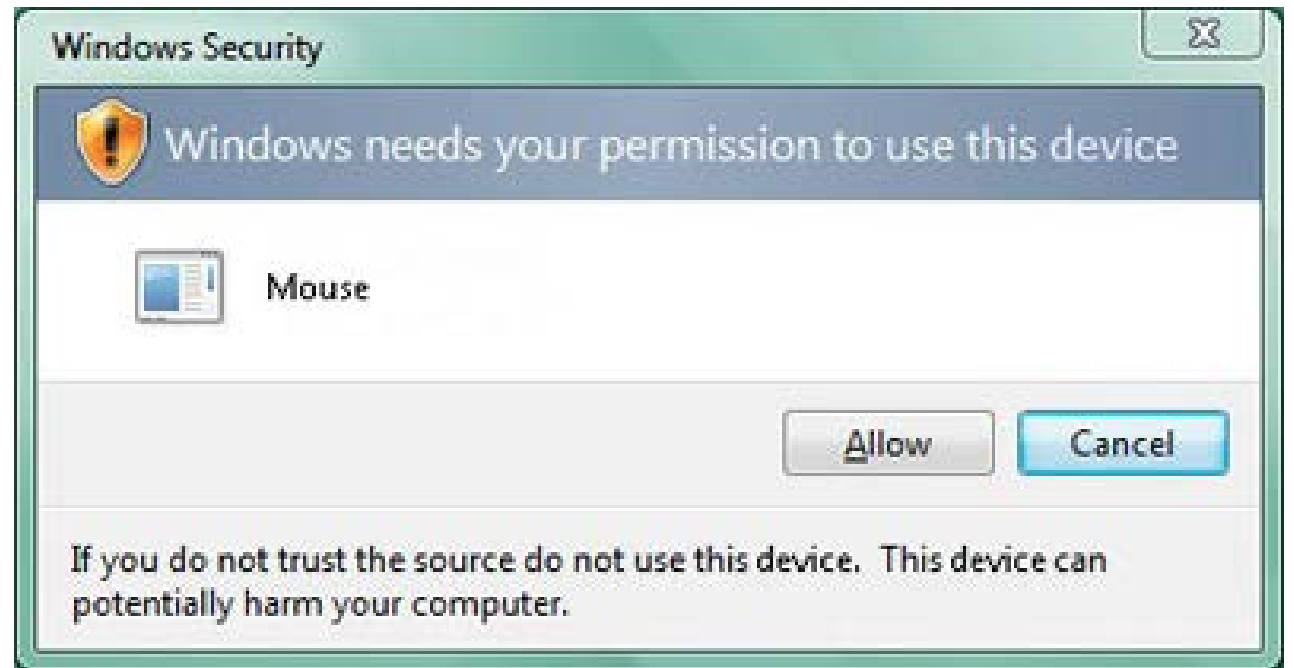 Windows Security
Windows needs your permission to use this device
Mouse
Allow
Cancel
If you do not trust the source do not use this device. This device can
potentially harm your computer.